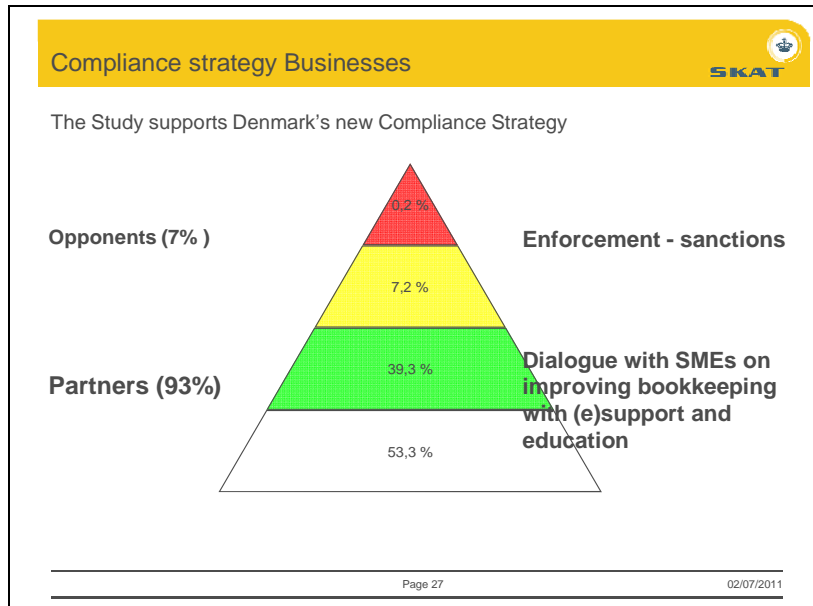 Compliance strategy Businesses
SKAT
The Study supports Denmark's new Compliance Strategy
0,2 %
Opponents (7% )
Enforcement - sanctions
7,2 %
39,3 %
Partners (93%)
Dialogue with SMEs on
improving bookkeeping
with (e)support and
education
53,3 %
Page 27
02/07/2011